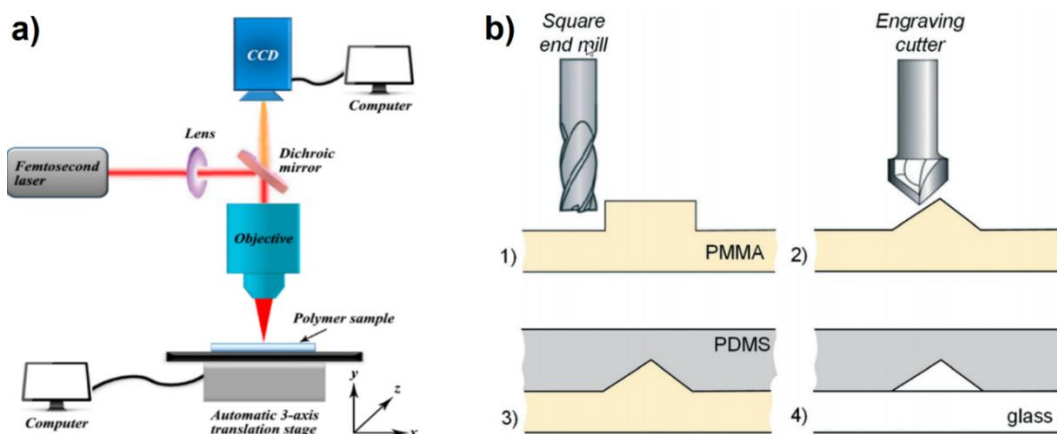 a)
CCD
Computer
Lens
Dichroic
mirror
Femtosecond
laser
Objective
Polymer sample
Computer
Automatic 3-axis
translation stage
y
z
x
b)
Square
end mill
Engraving
cutter
1)
PMMA
2)
3)
PDMS
4)
glass